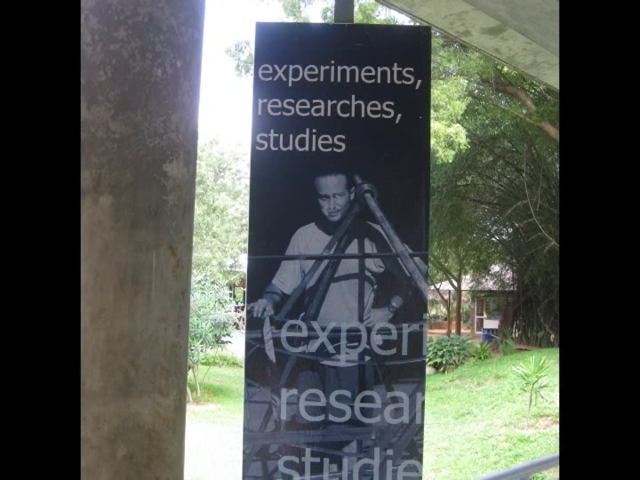 experiments,
researches,
studies
experi
resear
studie